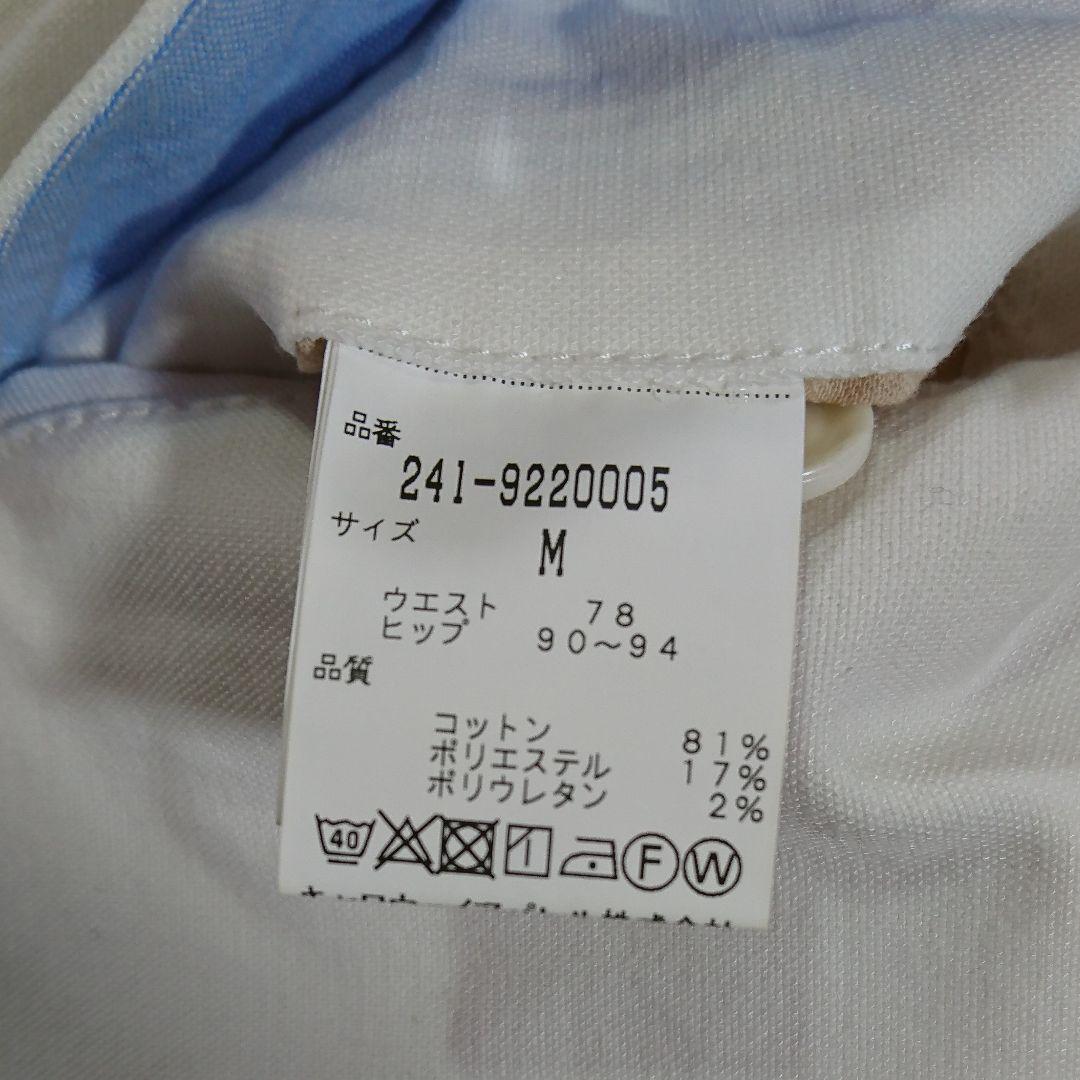 品番
241-9220005
サイズ
M
ウエスト 78
ヒップ 90～94
品質
コットン 81%
ポリエステル 17%
ポリウレタン 2%
40 F W